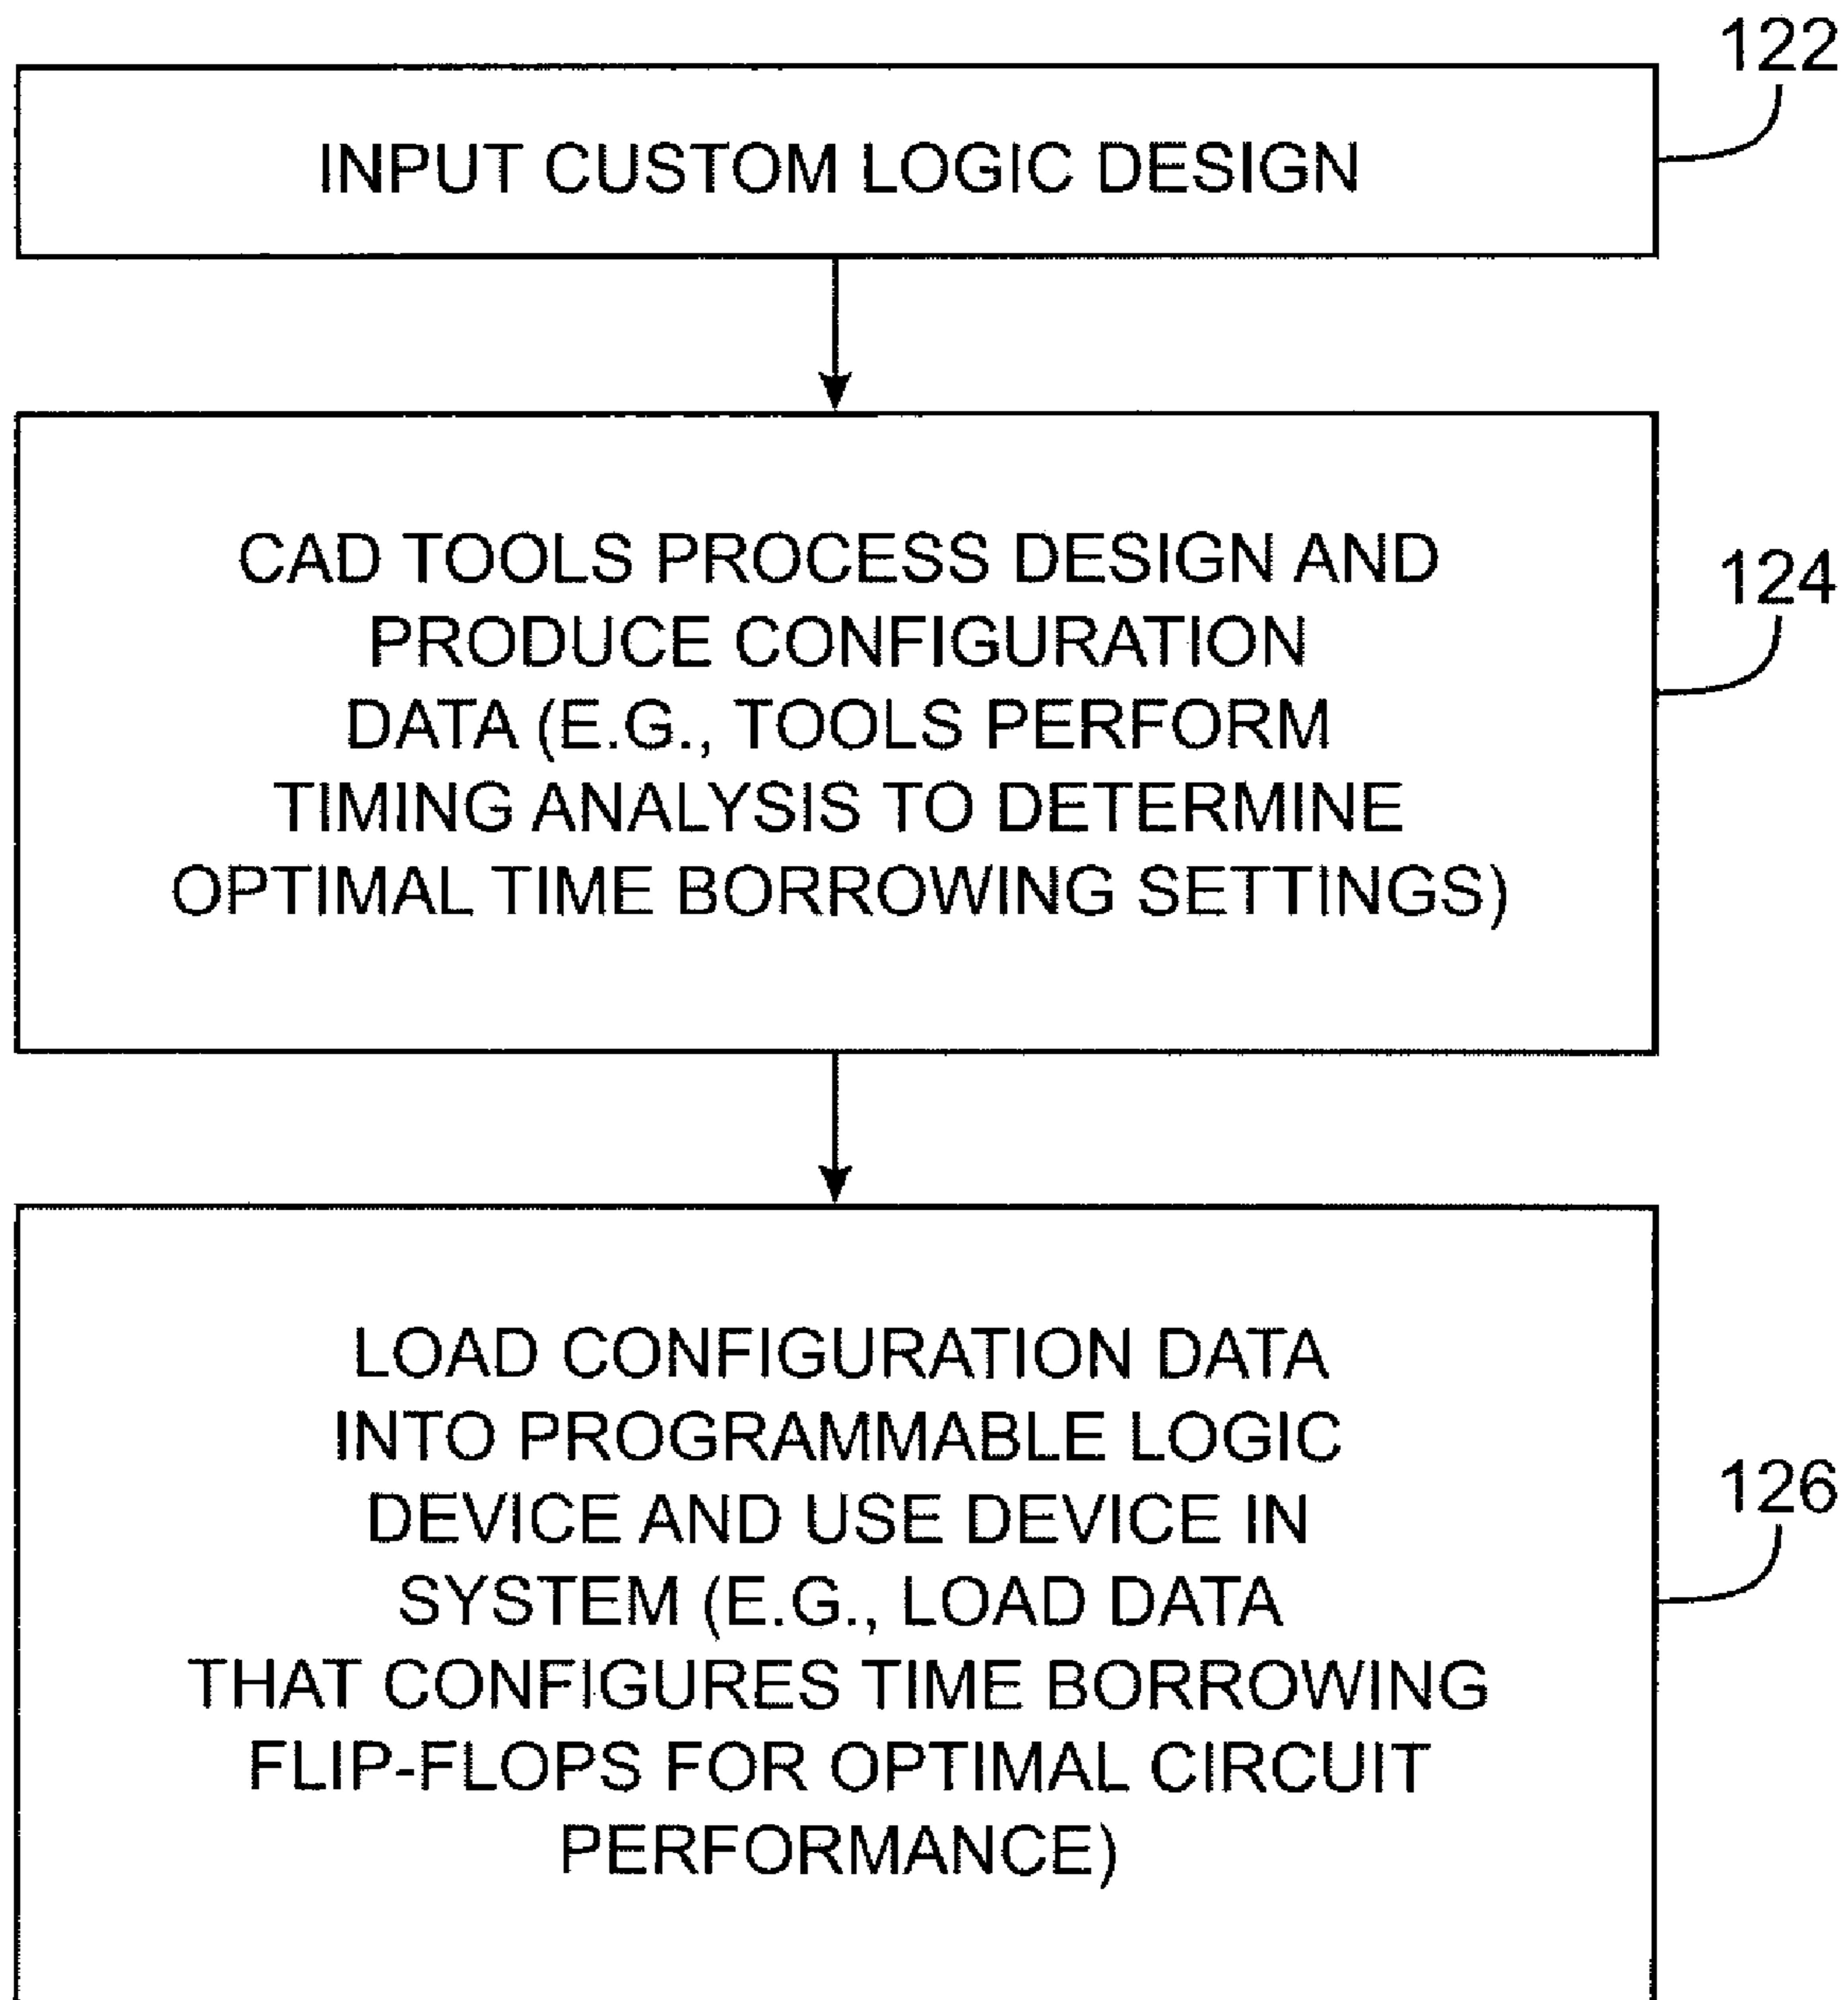 122
INPUT CUSTOM LOGIC DESIGN
CAD TOOLS PROCESS DESIGN AND
PRODUCE CONFIGURATION
DATA (E.G., TOOLS PERFORM
TIMING ANALYSIS TO DETERMINE
OPTIMAL TIME BORROWING SETTINGS)
124
LOAD CONFIGURATION DATA
INTO PROGRAMMABLE LOGIC
DEVICE AND USE DEVICE IN
SYSTEM (E.G., LOAD DATA
THAT CONFIGURES TIME BORROWING
FLIP-FLOPS FOR OPTIMAL CIRCUIT
PERFORMANCE)
126